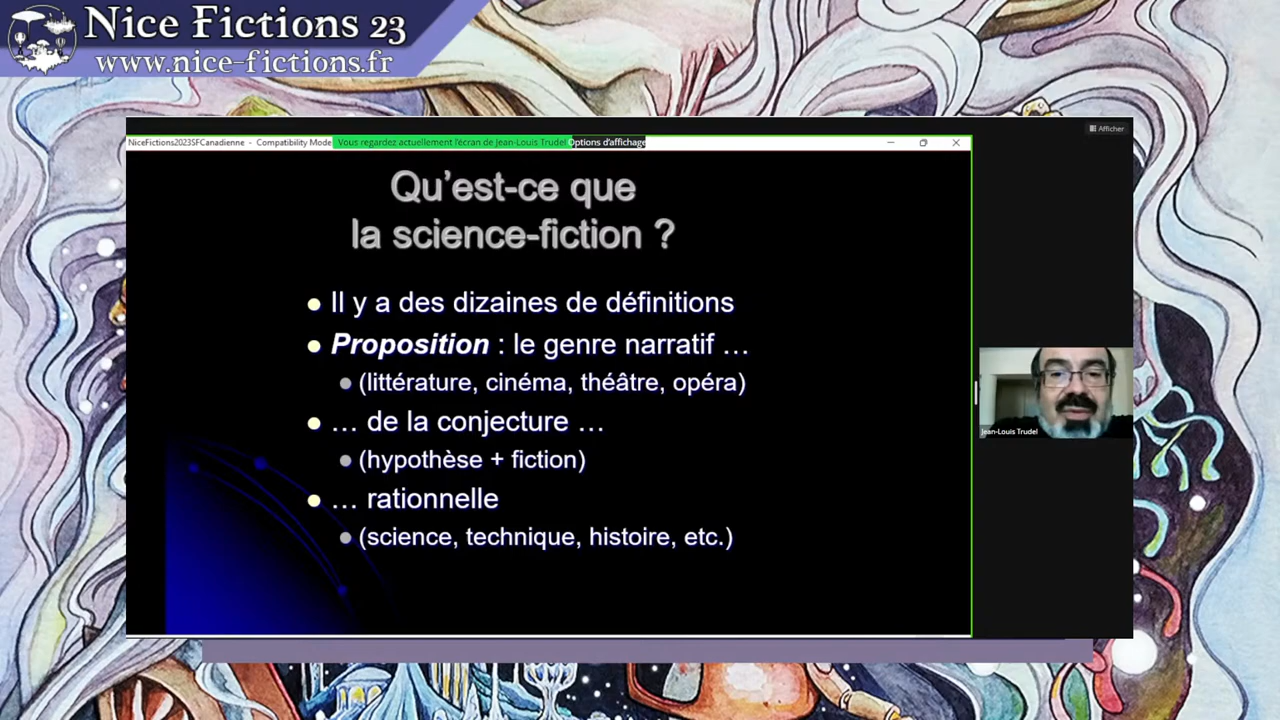 Nice Fictions 23
www.nice-fictions.fr
Afficher
NiceFictions2023SFCanadienne - Compatibility Mode
Vous regardez actuellement l'écran de Jean-Louis Trudel
Options d'affichage
Qu'est-ce que
la science-fiction ?
Il y a des dizaines de définitions
Proposition : le genre narratif …
(littérature, cinéma, théâtre, opéra)
… de la conjecture …
(hypothèse + fiction)
… rationnelle
(science, technique, histoire, etc.)
Jean-Louis Trudel